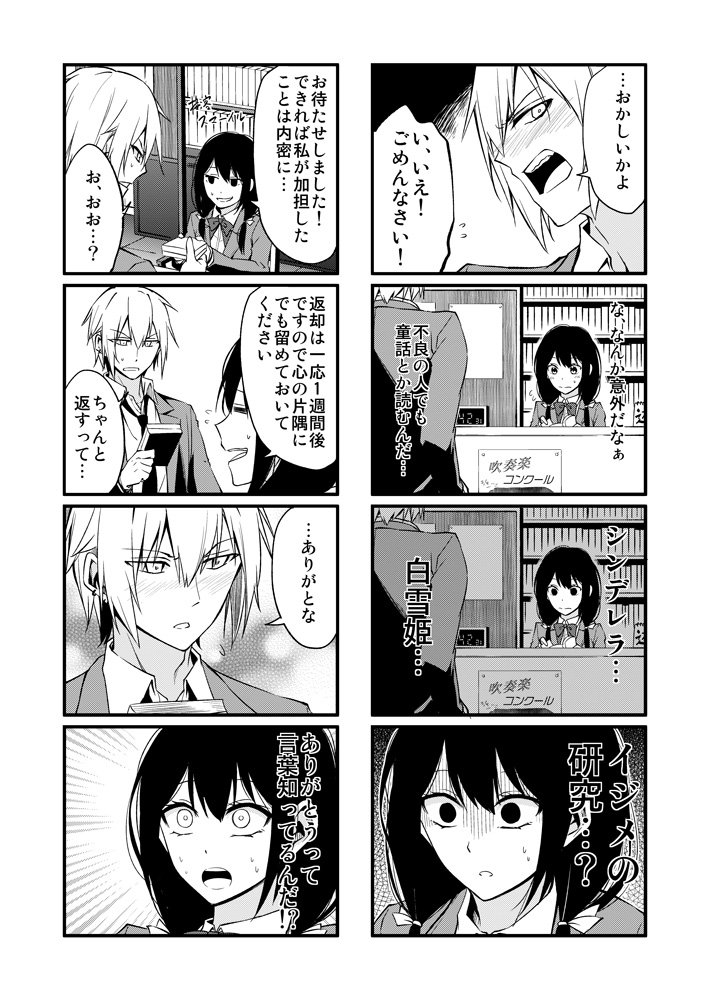 …おかしいかよ
い、いえ!
ごめんなさい!
な、なんか意外だなぁ
不良の人でも
童話とか読むんだ…
吹奏楽
コンクール
シンデレラ…
白雪姫…
吹奏楽
コンクール
イジメの
研究…?
お待たせしました!
できれば私が加担した
ことは内密に…
お、おお…?
返却は一応1週間後
ですので心の片隅に
でも留めておいて
ください
ちゃんと
返すって…
…ありがとな
ありがとうって
言葉知ってるんだ!?